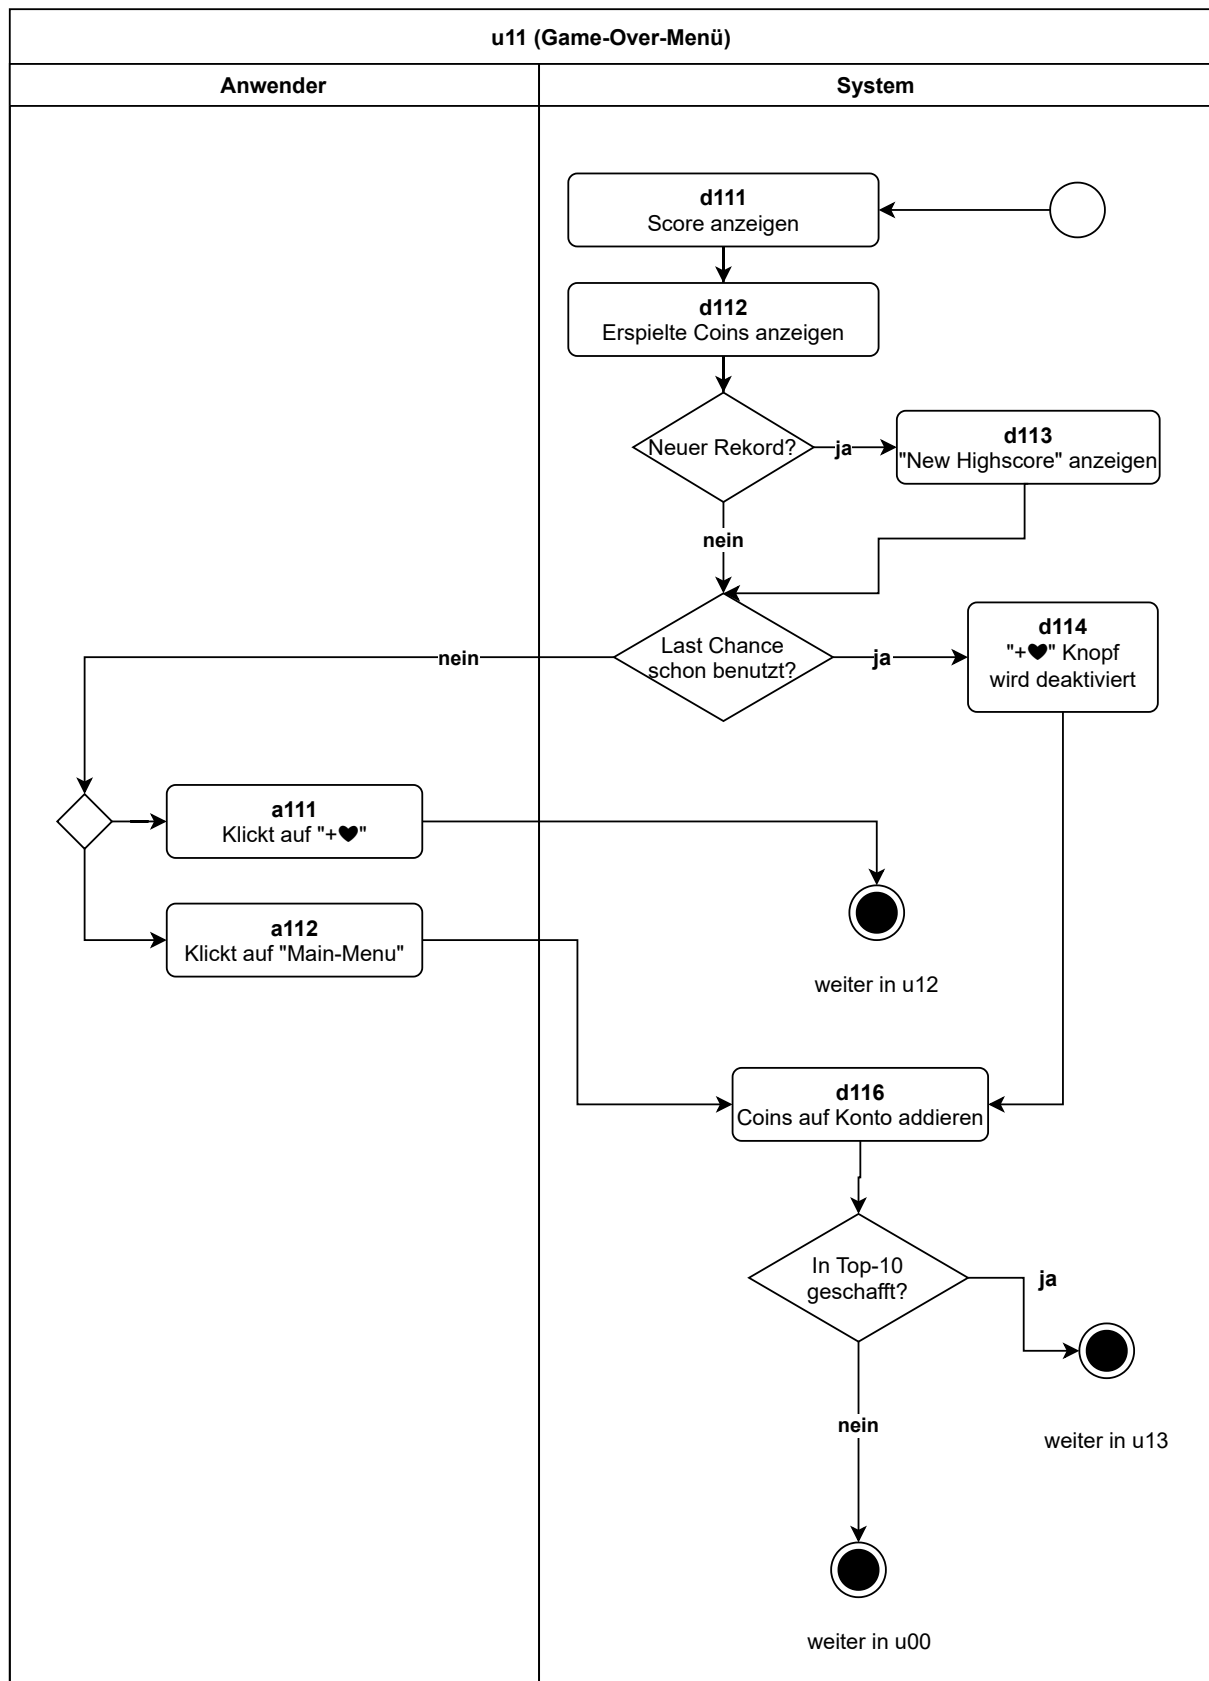 u11 (Game-Over-Menü)
Anwender
System
d111
Score anzeigen
d112
Erspielte Coins anzeigen
Neuer Rekord?
ja
d113
"New Highscore" anzeigen
nein
Last Chance
schon benutzt?
nein
ja
d114
"+♥" Knopf
wird deaktiviert
a111
Klickt auf "+♥"
a112
Klickt auf "Main-Menu"
weiter in u12
d116
Coins auf Konto addieren
In Top-10
geschafft?
ja
nein
weiter in u13
weiter in u00